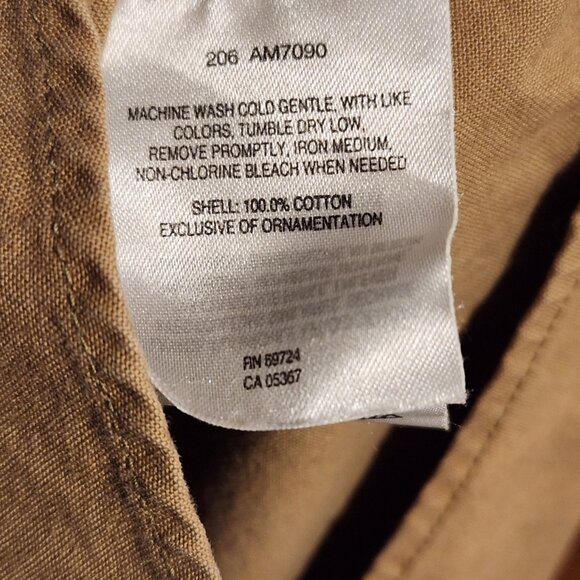 206 AM7090
MACHINE WASH COLD GENTLE, WITH LIKE
COLORS, TUMBLE DRY LOW,
REMOVE PROMPTLY, IRON MEDIUM,
NON-CHLORINE BLEACH WHEN NEEDED
SHELL: 100.0% COTTON
EXCLUSIVE OF ORNAMENTATION
RN 69724
CA 05367